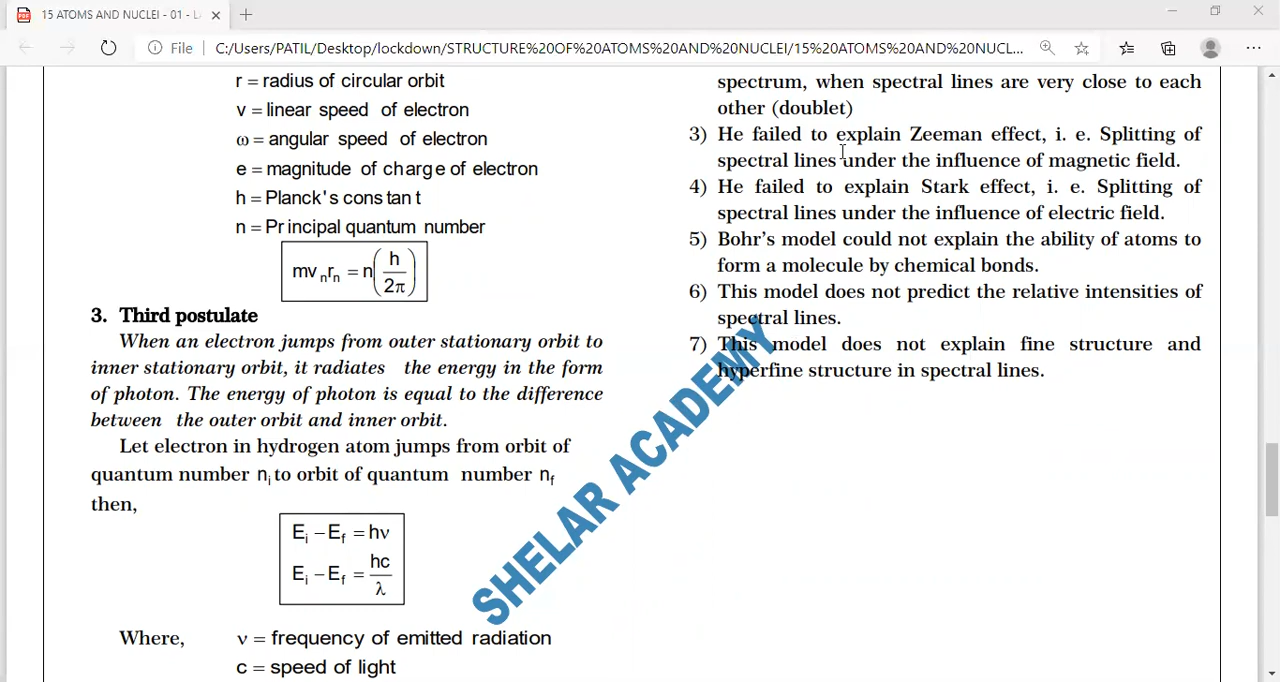 15 ATOMS AND NUCLEI - 01 - L
File
C:/Users/PATIL/Desktop/lockdown/STRUCTURE%20OF%20ATOMS%20AND%20NUCLEI/15%20ATOMS%20AND%20NUCL...
r = radius of circular orbit
v = linear speed of electron
ω = angular speed of electron
e = magnitude of charge of electron
h = Planck's cons tan t
n = Pr incipal quantum number
mvₙrₙ = n(h/2π)
3. Third postulate
When an electron jumps from outer stationary orbit to
inner stationary orbit, it radiates the energy in the form
of photon. The energy of photon is equal to the difference
between the outer orbit and inner orbit.
Let electron in hydrogen atom jumps from orbit of
quantum number nᵢ to orbit of quantum number n_f
then,
Eᵢ – E_f = hν
Eᵢ – E_f = hc/λ
Where, ν = frequency of emitted radiation
c = speed of light
spectrum, when spectral lines are very close to each
other (doublet)
3) He failed to explain Zeeman effect, i. e. Splitting of
spectral lines under the influence of magnetic field.
4) He failed to explain Stark effect, i. e. Splitting of
spectral lines under the influence of electric field.
5) Bohr's model could not explain the ability of atoms to
form a molecule by chemical bonds.
6) This model does not predict the relative intensities of
spectral lines.
7) This model does not explain fine structure and
hyperfine structure in spectral lines.
SHELAR ACADEMY